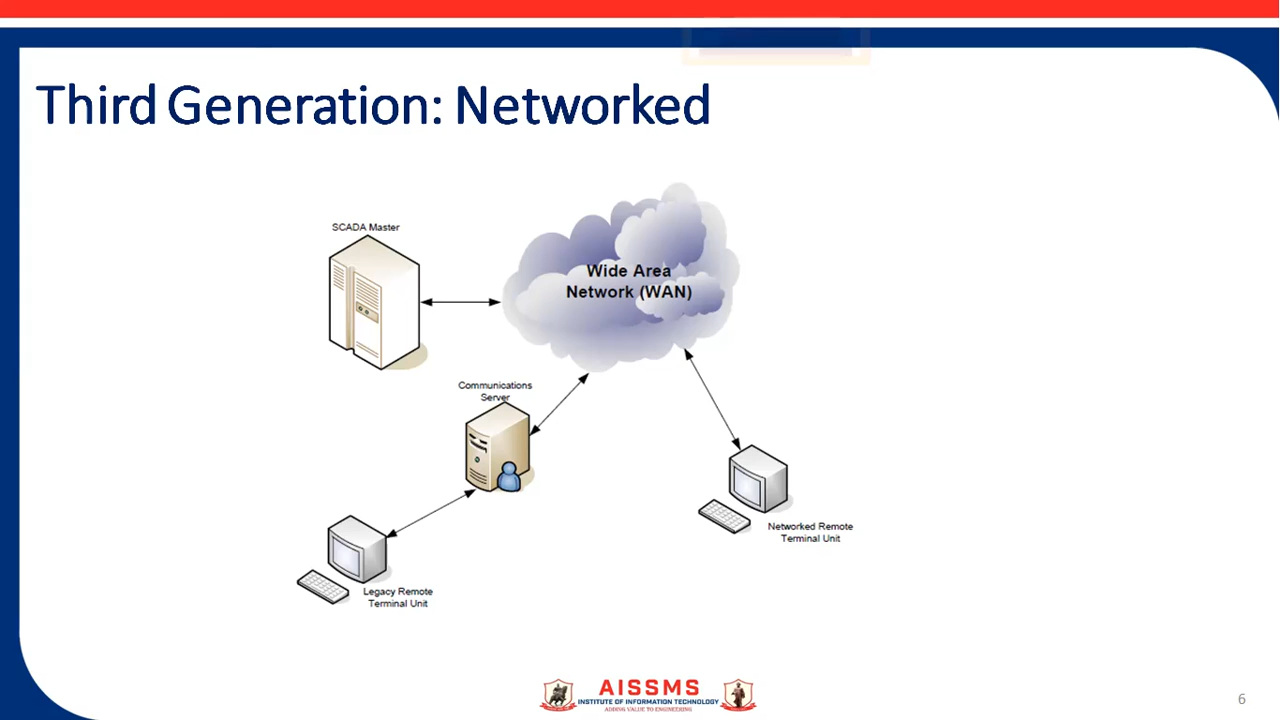 Third Generation: Networked
SCADA Master
Wide Area
Network (WAN)
Communications
Server
Networked Remote
Terminal Unit
Legacy Remote
Terminal Unit
AISSMS
INSTITUTE OF INFORMATION TECHNOLOGY
ADDING VALUE TO ENGINEERING
6